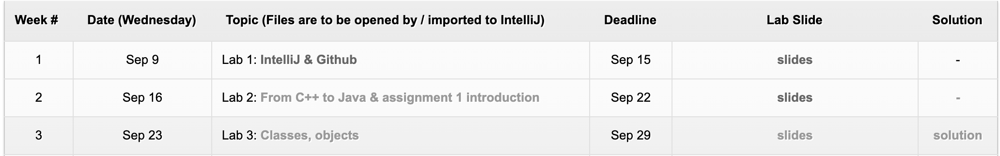 Week # Date (Wednesday) Topic (Files are to be opened by / imported to IntelliJ) Deadline Lab Slide Solution
1 Sep 9 Lab 1: IntelliJ & Github Sep 15 slides -
2 Sep 16 Lab 2: From C++ to Java & assignment 1 introduction Sep 22 slides -
3 Sep 23 Lab 3: Classes, objects Sep 29 slides solution